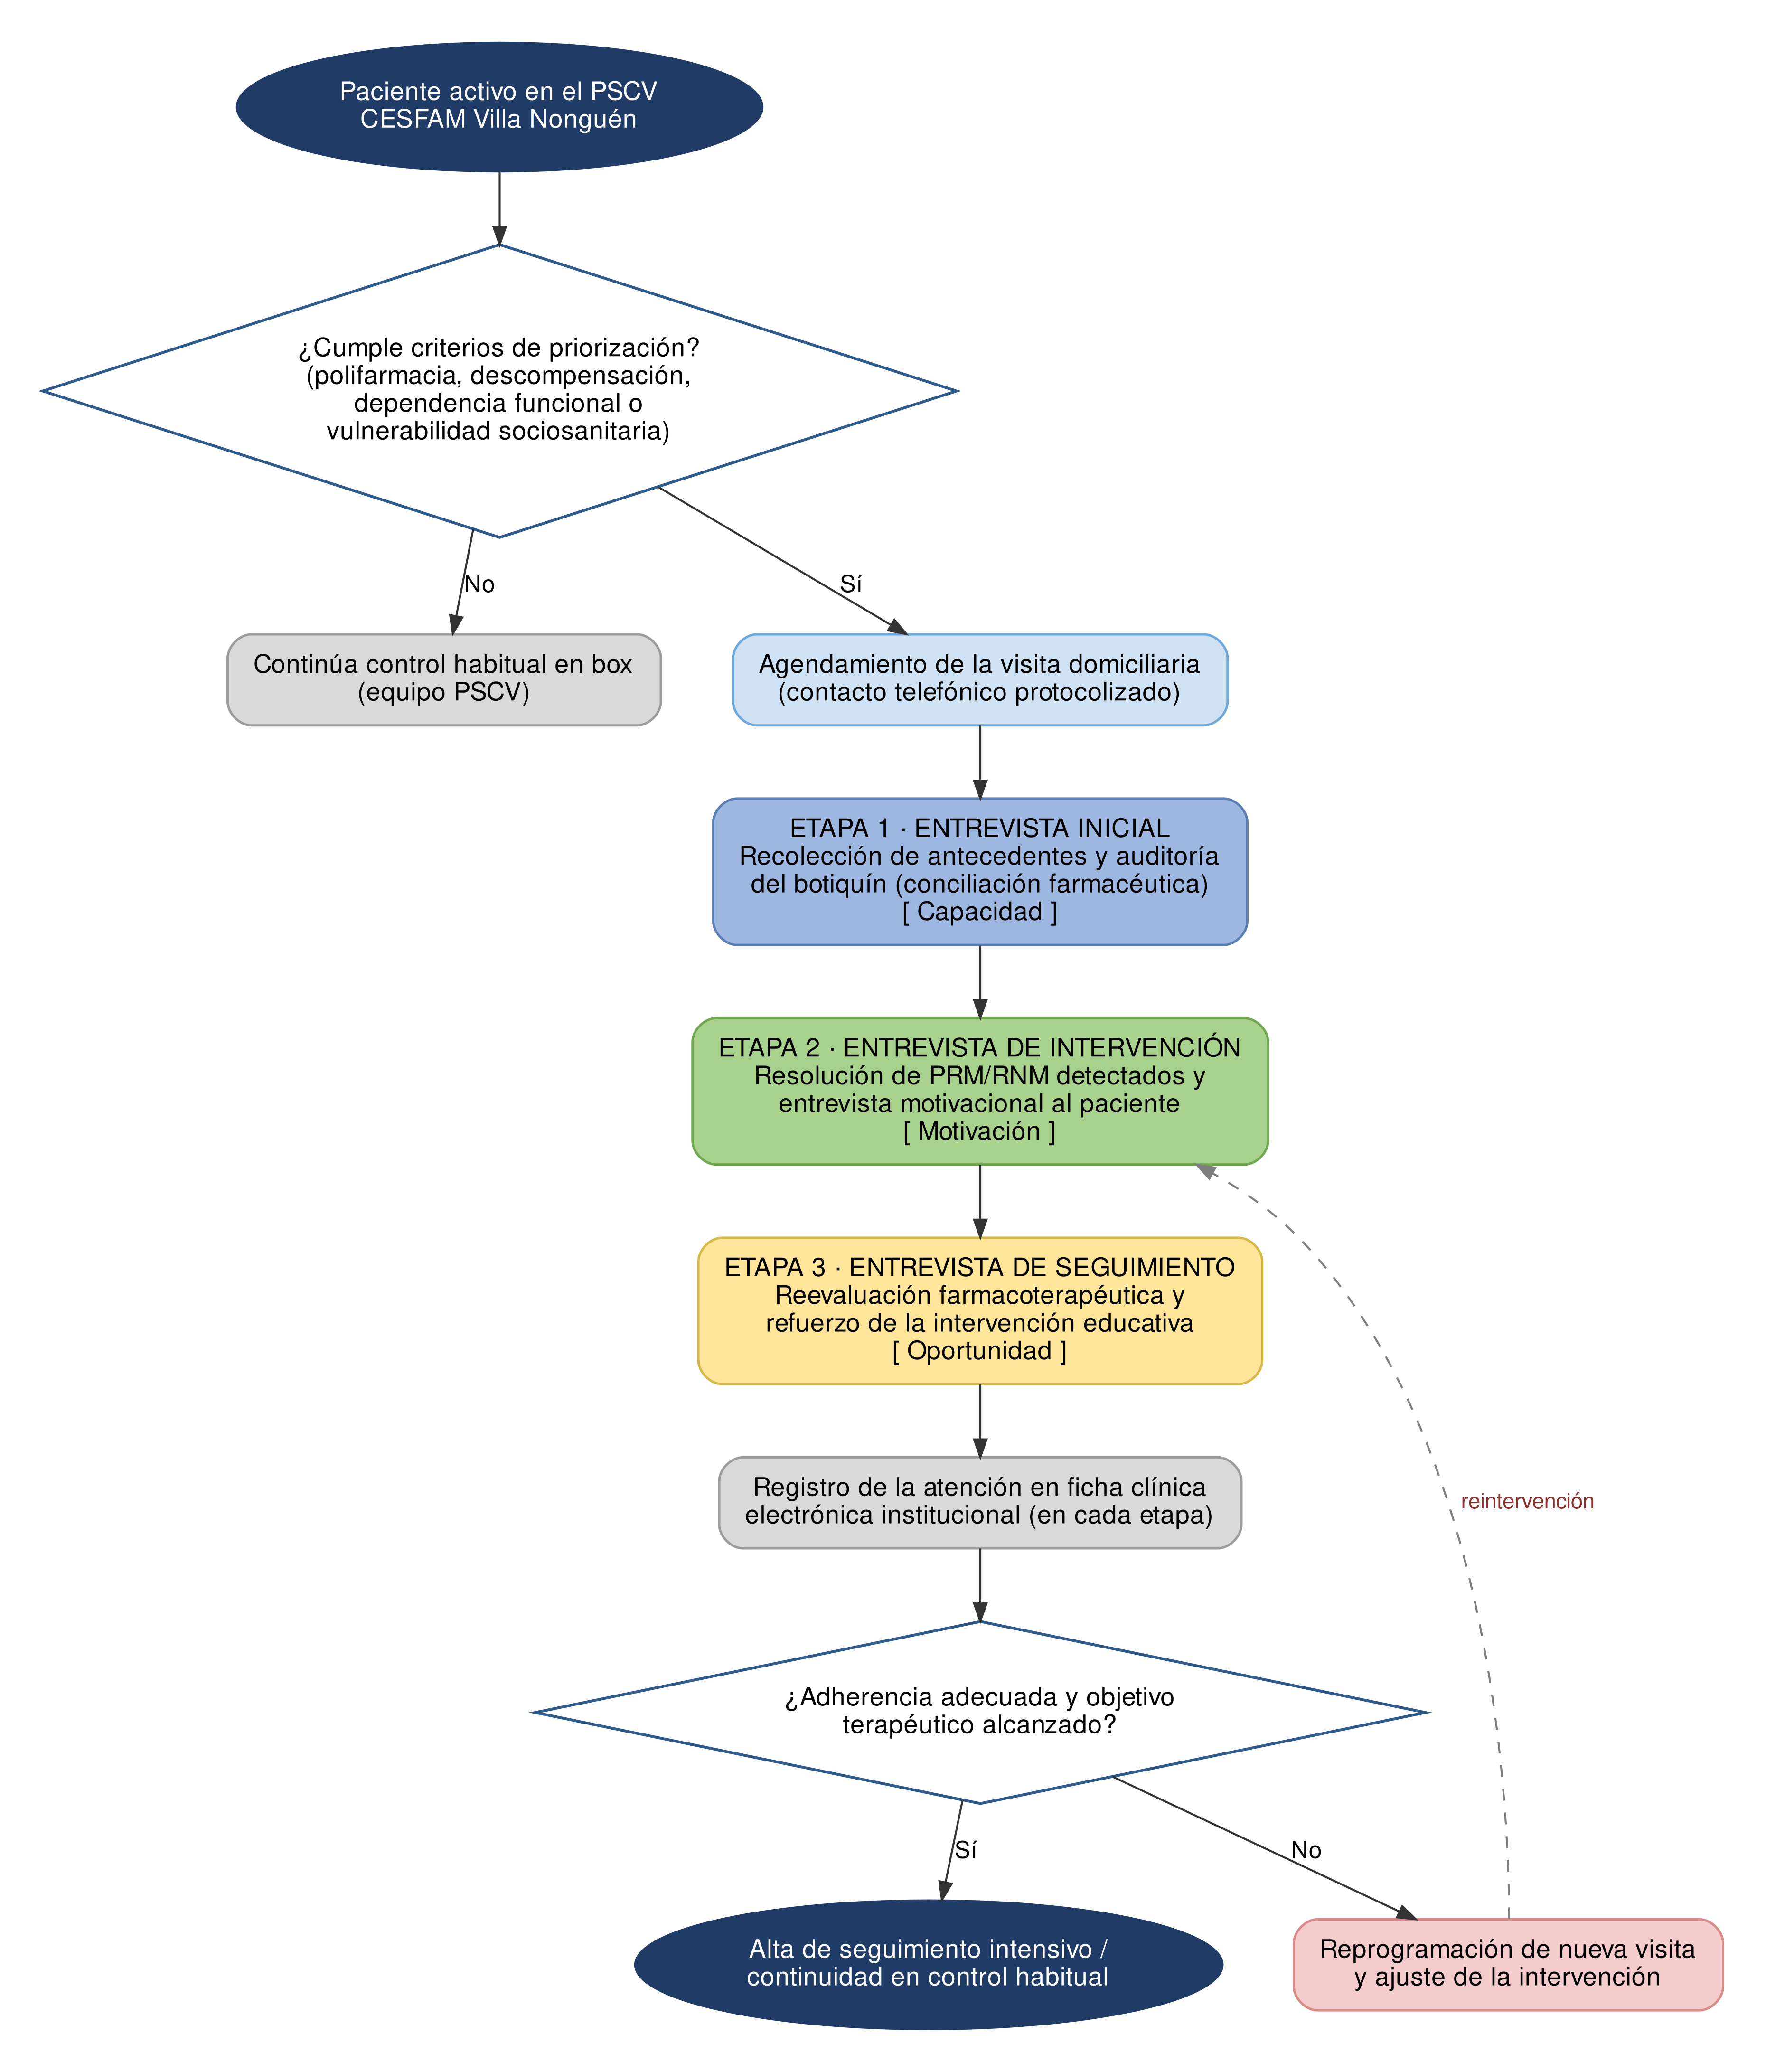 Paciente activo en el PSCV
CESFAM Villa Nonguén
¿Cumple criterios de priorización?
(polifarmacia, descompensación,
dependencia funcional o
vulnerabilidad sociosanitaria)
No
Sí
Continúa control habitual en box
(equipo PSCV)
Agendamiento de la visita domiciliaria
(contacto telefónico protocolizado)
ETAPA 1 · ENTREVISTA INICIAL
Recolección de antecedentes y auditoría
del botiquín (conciliación farmacéutica)
[ Capacidad ]
ETAPA 2 · ENTREVISTA DE INTERVENCIÓN
Resolución de PRM/RNM detectados y
entrevista motivacional al paciente
[ Motivación ]
ETAPA 3 · ENTREVISTA DE SEGUIMIENTO
Reevaluación farmacoterapéutica y
refuerzo de la intervención educativa
[ Oportunidad ]
Registro de la atención en ficha clínica
electrónica institucional (en cada etapa)
reintervención
¿Adherencia adecuada y objetivo
terapéutico alcanzado?
Sí
No
Alta de seguimiento intensivo /
continuidad en control habitual
Reprogramación de nueva visita
y ajuste de la intervención